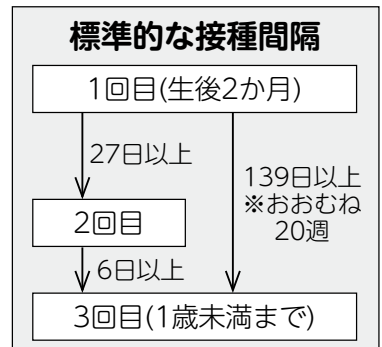 標準的な接種間隔
1回目(生後2か月)
27日以上
139日以上
※おおむね
20週
2回目
6日以上
3回目(1歳未満まで)